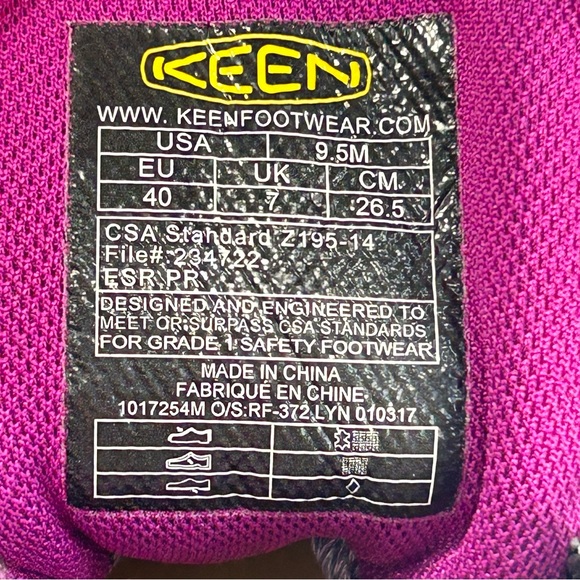 KEEN
WWW. KEENFOOTWEAR.COM
USA 9.5M
EU UK CM
40 7 26.5
CSA Standard Z195-14
File#:234722
ESR PR
DESIGNED AND ENGINEERED TO
MEET OR SURPASS CSA STANDARDS
FOR GRADE 1 SAFETY FOOTWEAR
MADE IN CHINA
FABRIQUÉ EN CHINE
1017254M O/S:RF-372.LYN 010317